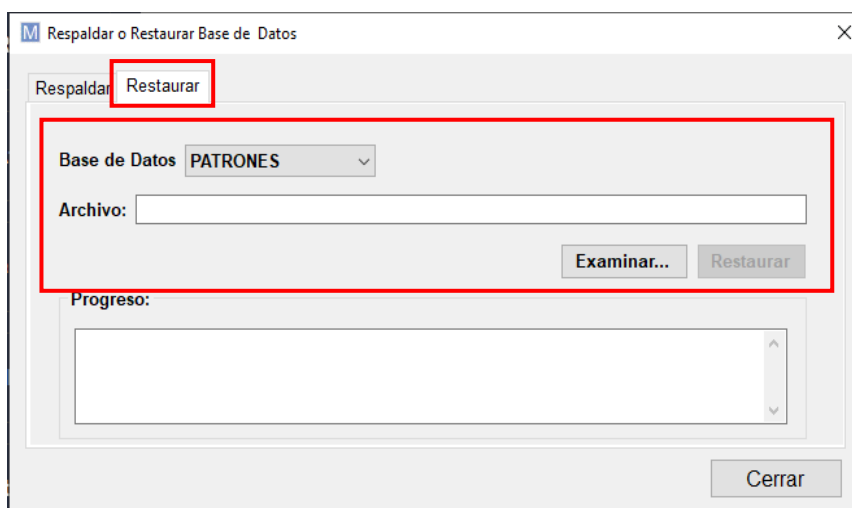 M Respaldar o Restaurar Base de Datos
Respaldar Restaurar
Base de Datos PATRONES
Archivo:
Examinar... Restaurar
Progreso:
Cerrar